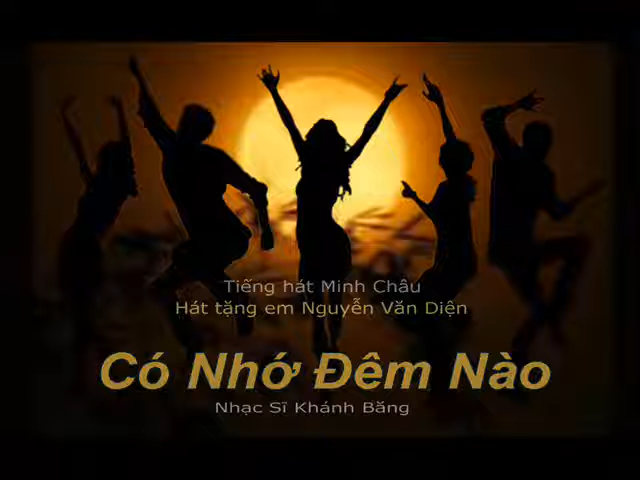 Tiếng hát Minh Châu
Hát tặng em Nguyễn Văn Diện
Có Nhớ Đêm Nào
Nhạc Sĩ Khánh Băng